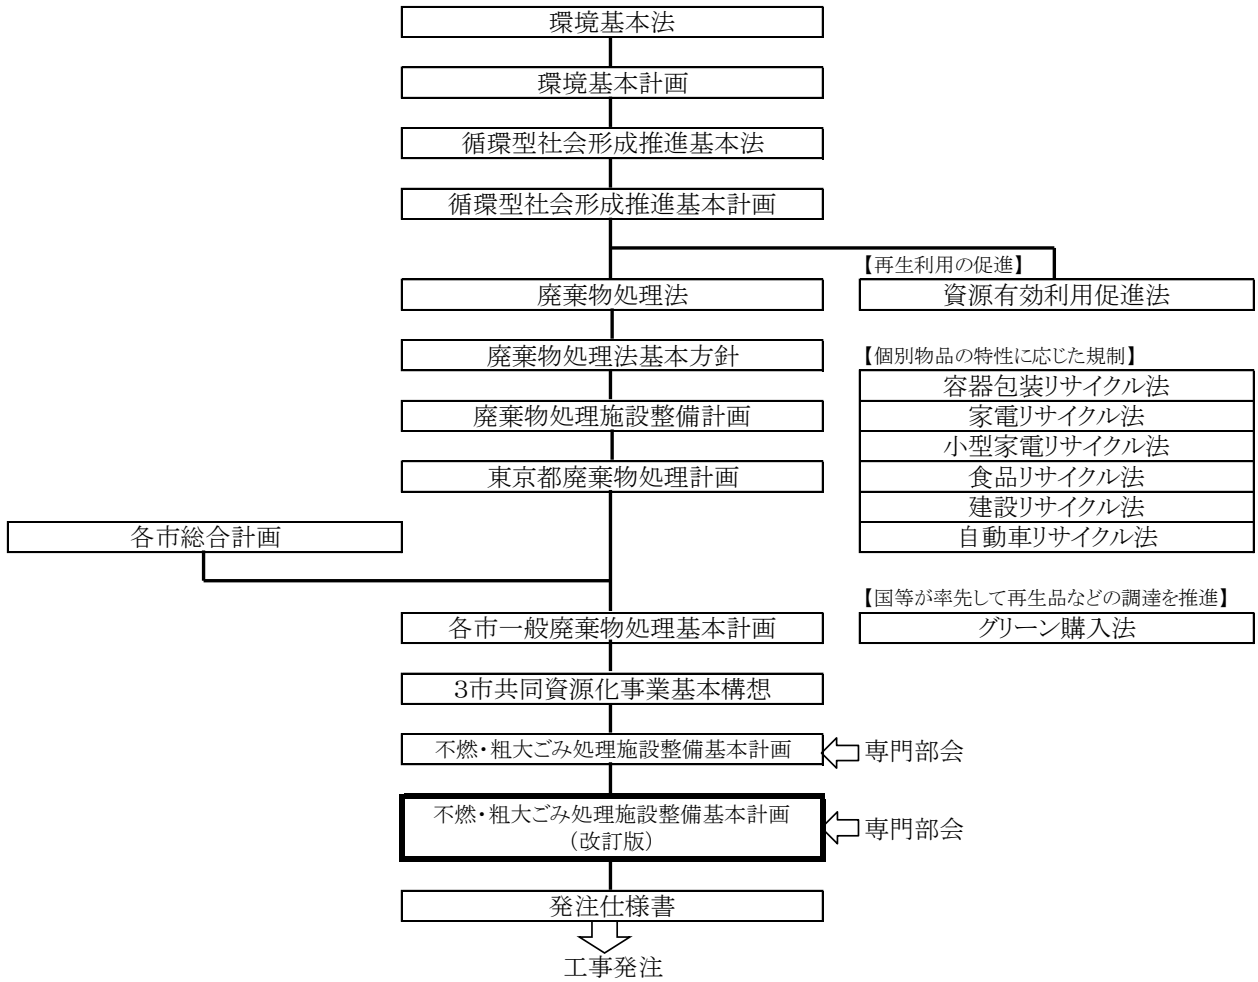 環境基本法
環境基本計画
循環型社会形成推進基本法
循環型社会形成推進基本計画
【再生利用の促進】
廃棄物処理法
資源有効利用促進法
廃棄物処理法基本方針
【個別物品の特性に応じた規制】
容器包装リサイクル法
廃棄物処理施設整備計画
家電リサイクル法
小型家電リサイクル法
東京都廃棄物処理計画
食品リサイクル法
建設リサイクル法
各市総合計画
自動車リサイクル法
【国等が率先して再生品などの調達を推進】
各市一般廃棄物処理基本計画
グリーン購入法
3市共同資源化事業基本構想
不燃・粗大ごみ処理施設整備基本計画
専門部会
不燃・粗大ごみ処理施設整備基本計画
(改訂版)
専門部会
発注仕様書
工事発注